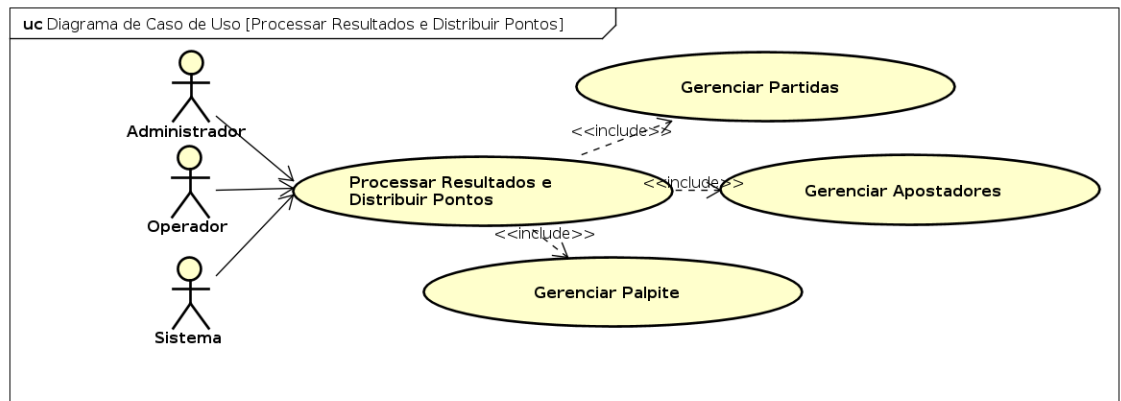 uc Diagrama de Caso de Uso [Processar Resultados e Distribuir Pontos]
Administrador
Operador
Sistema
Processar Resultados e
Distribuir Pontos
<<include>>
Gerenciar Partidas
<<include>>
Gerenciar Apostadores
<<include>>
Gerenciar Palpite